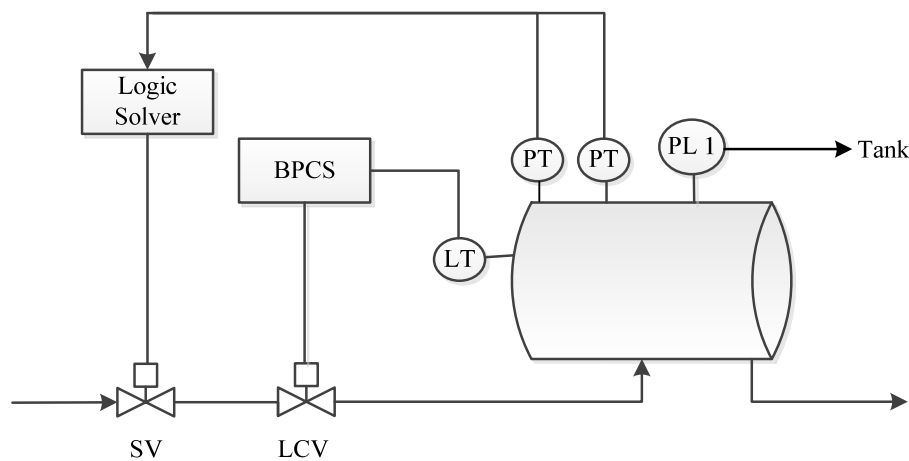 Logic
Solver
BPCS
PT
PT
PL 1
Tank
LT
SV
LCV